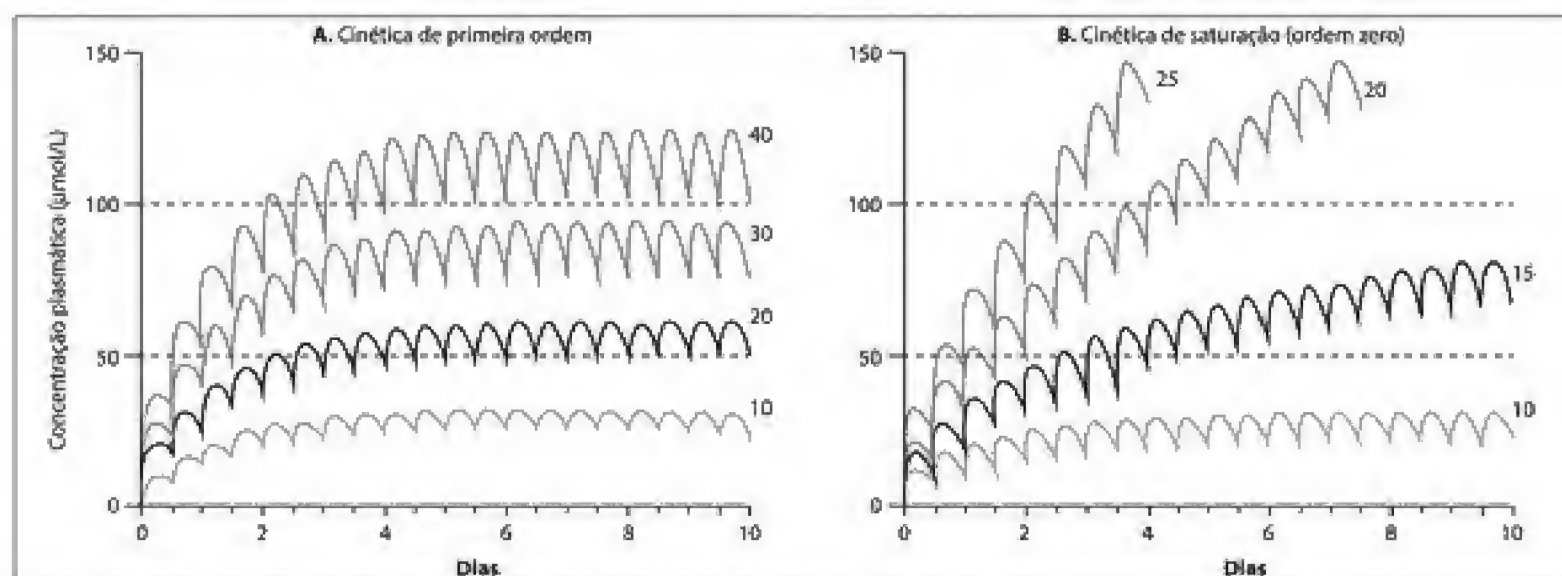 A. Cinética de primeira ordem
150
100
50
0
Concentração plasmática (μmol/L)
40
30
20
10
0 2 4 6 8 10
Dias
B. Cinética de saturação (ordem zero)
150
100
50
0
25
20
15
10
0 2 4 6 8 10
Dias